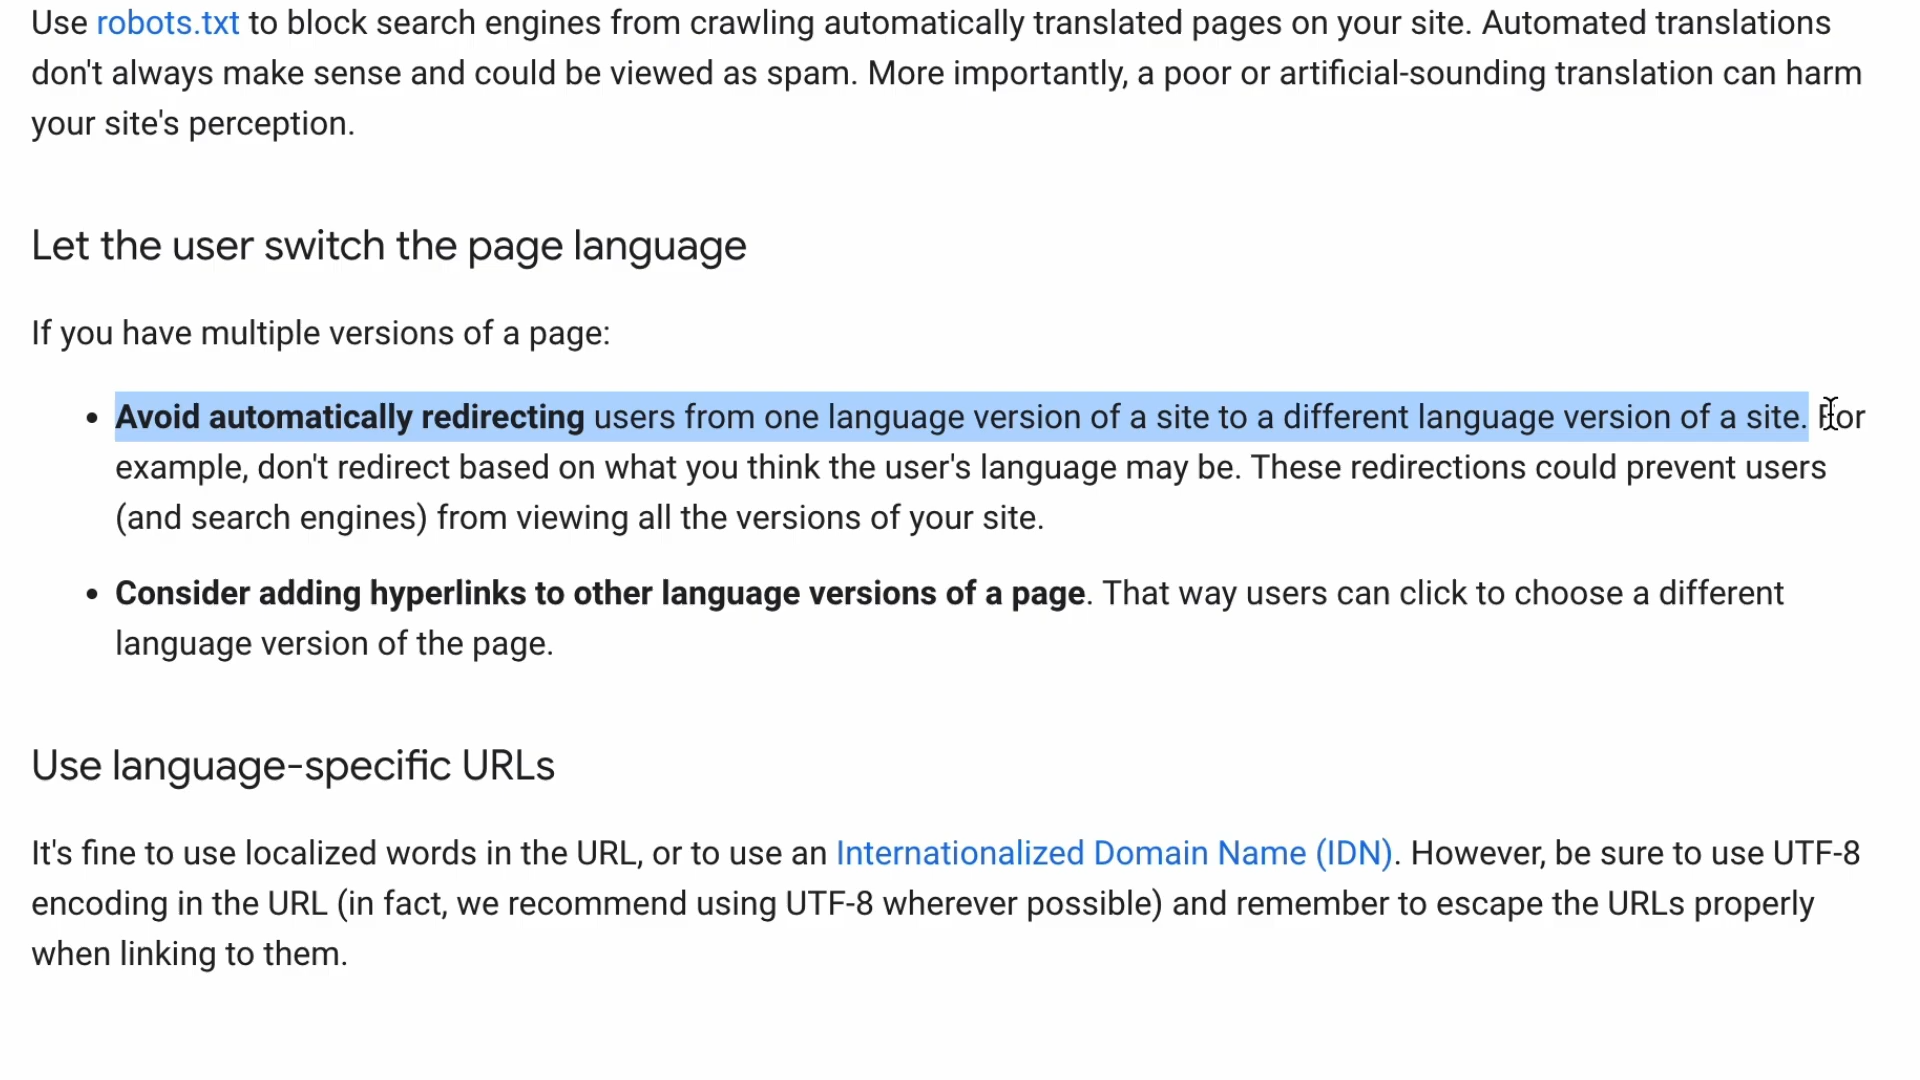 Use robots.txt to block search engines from crawling automatically translated pages on your site. Automated translations
don't always make sense and could be viewed as spam. More importantly, a poor or artificial-sounding translation can harm
your site's perception.
Let the user switch the page language
If you have multiple versions of a page:
• Avoid automatically redirecting users from one language version of a site to a different language version of a site. For
example, don't redirect based on what you think the user's language may be. These redirections could prevent users
(and search engines) from viewing all the versions of your site.
• Consider adding hyperlinks to other language versions of a page. That way users can click to choose a different
language version of the page.
Use language-specific URLs
It's fine to use localized words in the URL, or to use an Internationalized Domain Name (IDN). However, be sure to use UTF-8
encoding in the URL (in fact, we recommend using UTF-8 wherever possible) and remember to escape the URLs properly
when linking to them.